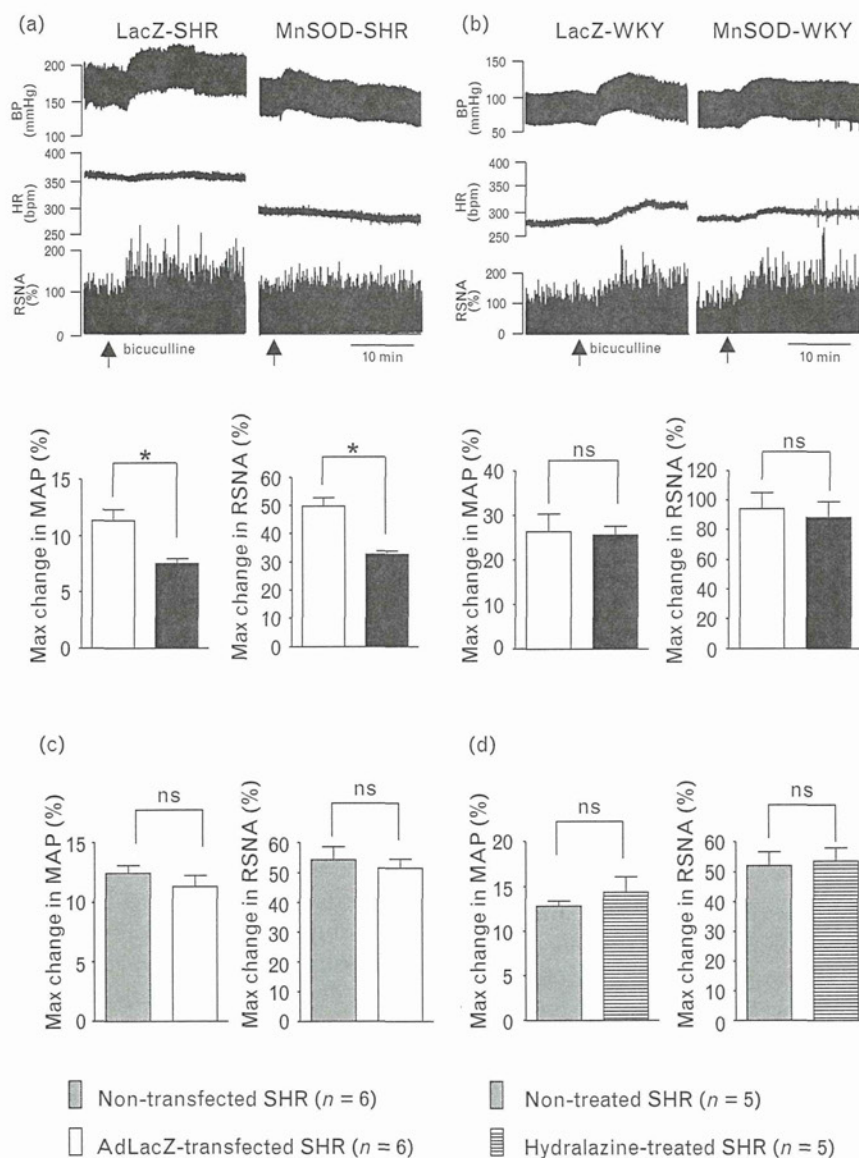 (a)
LacZ-SHR
MnSOD-SHR
BP
(mmHg)
200
150
100
HR
(bpm)
400
350
300
250
RSNA
(%)
200
100
0
bicuculline
10 min
(b)
LacZ-WKY
MnSOD-WKY
BP
(mmHg)
150
100
50
HR
(bpm)
400
350
300
250
RSNA
(%)
200
100
0
bicuculline
10 min
Max change in MAP (%)
15
10
5
0
*
Max change in RSNA (%)
60
50
40
30
20
10
0
*
Max change in MAP (%)
40
30
20
10
0
ns
Max change in RSNA (%)
120
100
80
60
40
20
0
ns
(c)
Max change in MAP (%)
15
10
5
0
ns
Max change in RSNA (%)
60
50
40
30
20
10
0
ns
(d)
Max change in MAP (%)
20
15
10
5
0
ns
Max change in RSNA (%)
60
50
40
30
20
10
0
ns
Non-transfected SHR (n = 6)
AdLacZ-transfected SHR (n = 6)
Non-treated SHR (n = 5)
Hydralazine-treated SHR (n = 5)